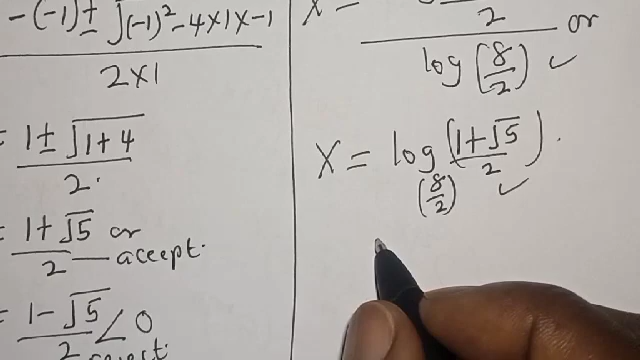 -(-1) ± √(-1)² - 4×1×-1
2×1
= 1 ± √1+4
2.
= 1+√5 or
2 — accept.
= 1-√5 < 0
2
X =
2 or
log (8/2) ✓
X = log (1+√5 / 2).
(8/2) ✓